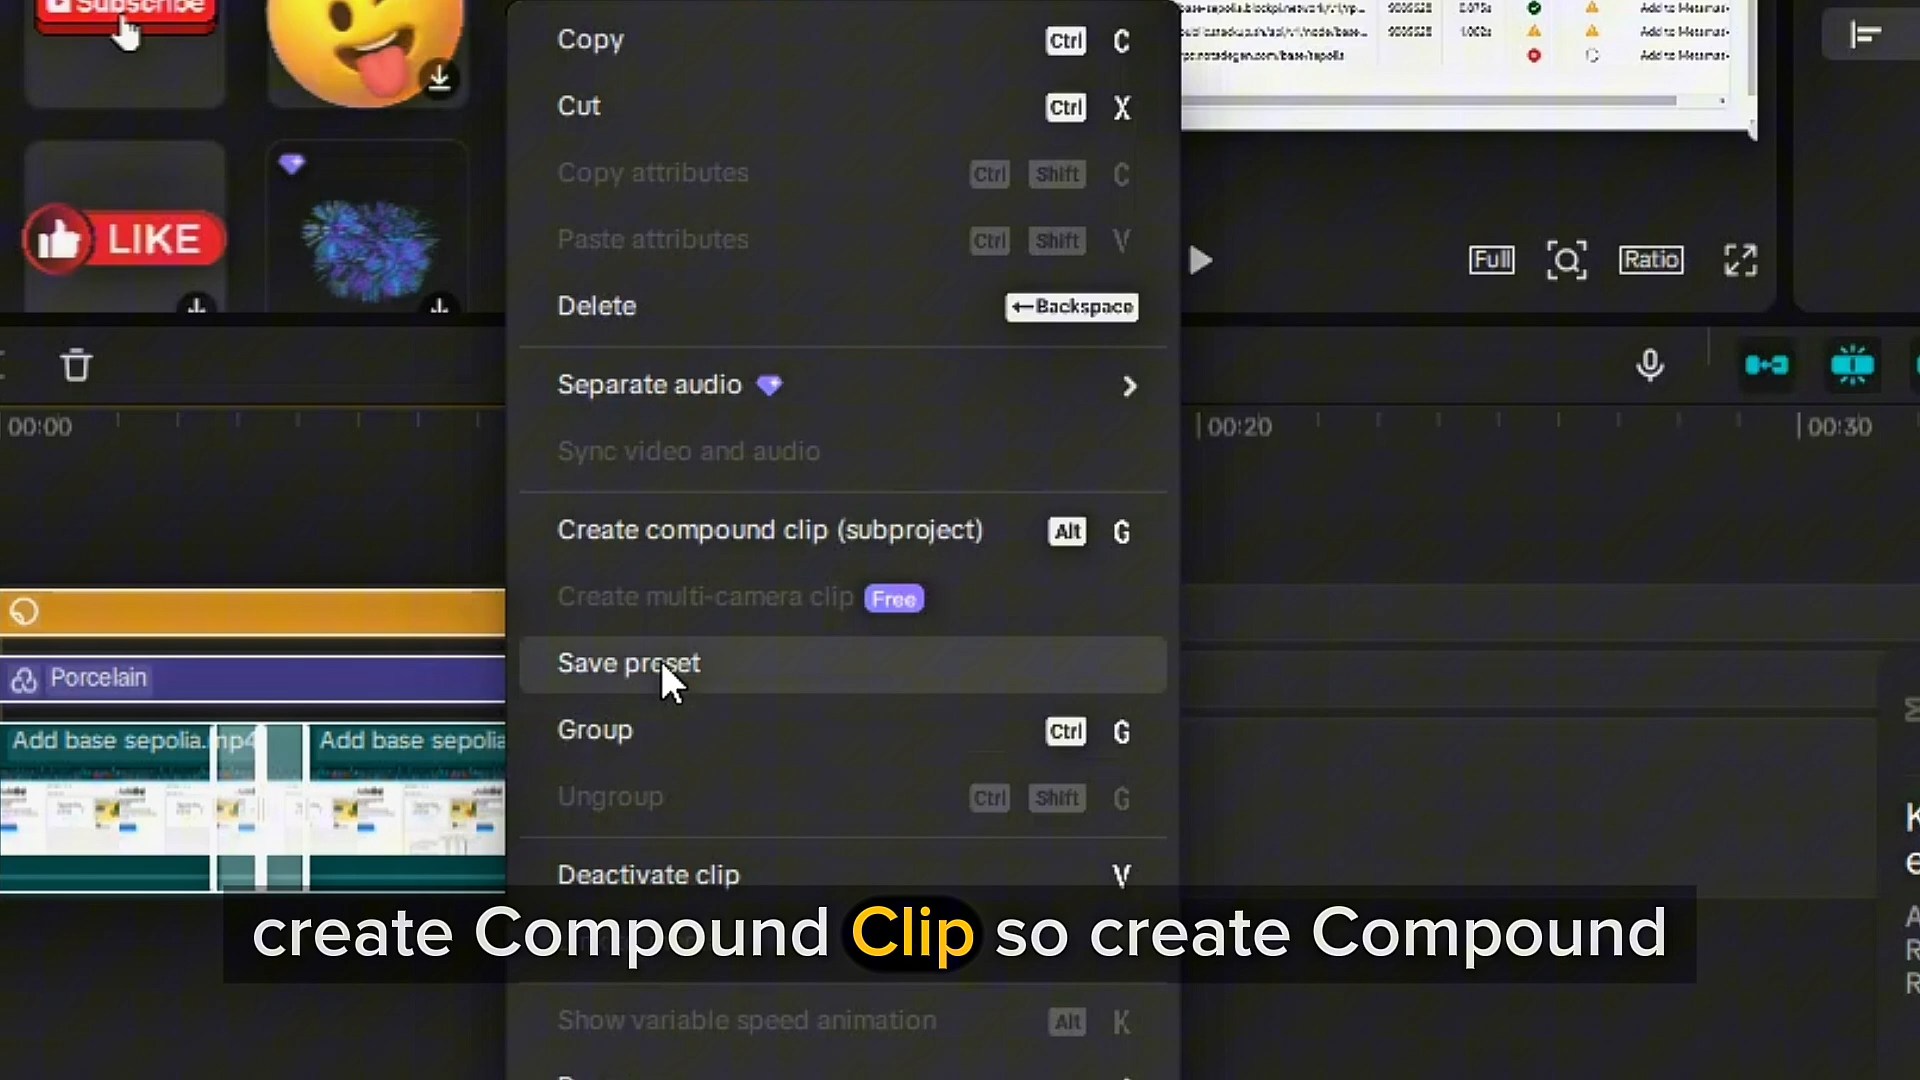 Subscribe
Copy Ctrl C
Cut Ctrl X
Copy attributes Ctrl Shift C
Paste attributes Ctrl Shift V
Delete ←Backspace
LIKE
Full Ratio
Separate audio
Sync video and audio
00:00 00:20 00:30
Create compound clip (subproject) Alt G
Create multi-camera clip Free
Save preset
Porcelain
Group Ctrl G
Add base sepolia.mp4 Add base sepolia
Ungroup Ctrl Shift G
Deactivate clip V
create Compound Clip so create Compound
Show variable speed animation Alt K